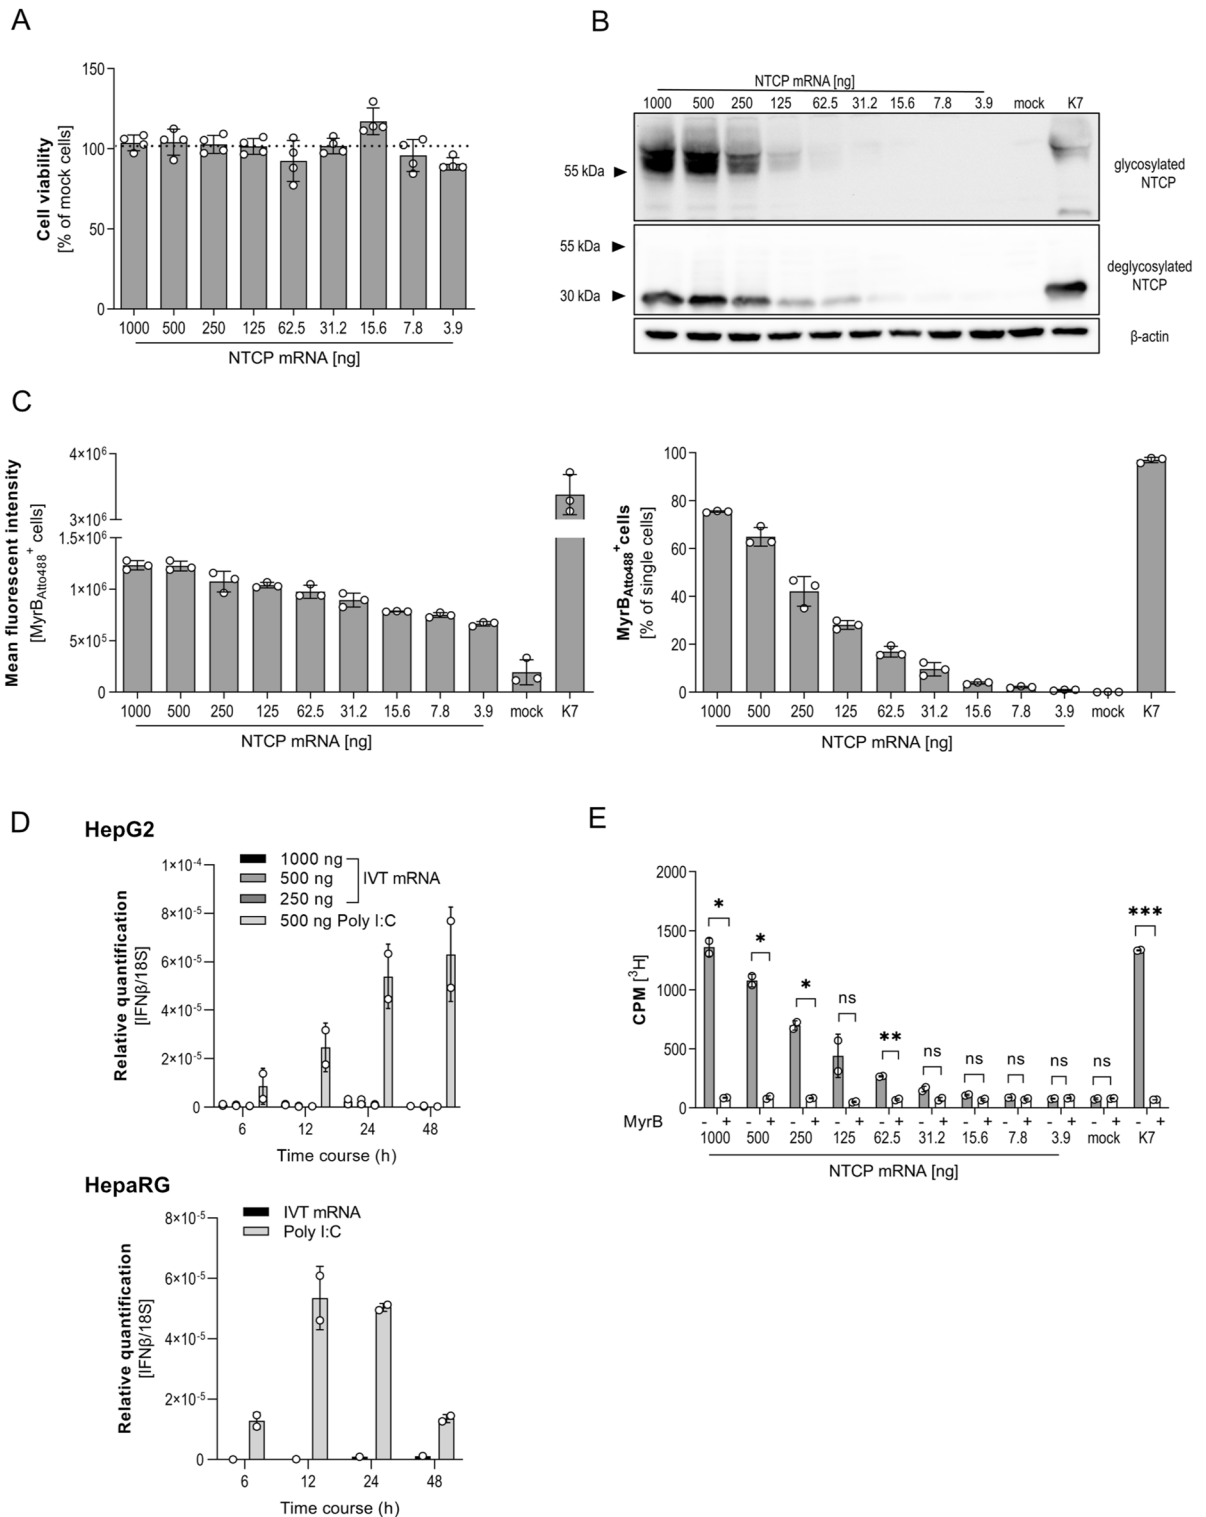 A
Cell viability
[% of mock cells]
150
100
50
0
1000 500 250 125 62.5 31.2 15.6 7.8 3.9
NTCP mRNA [ng]
B
NTCP mRNA [ng]
1000 500 250 125 62.5 31.2 15.6 7.8 3.9 mock K7
55 kDa
glycosylated
NTCP
55 kDa
30 kDa
deglycosylated
NTCP
β-actin
C
Mean fluorescent intensity
[MyrBAtto488+ cells]
4×10⁶
3×10⁶
1.5×10⁶
1×10⁶
5×10⁵
0
1000 500 250 125 62.5 31.2 15.6 7.8 3.9 mock K7
NTCP mRNA [ng]
MyrBAtto488+cells
[% of single cells]
100
80
60
40
20
0
1000 500 250 125 62.5 31.2 15.6 7.8 3.9 mock K7
NTCP mRNA [ng]
D
HepG2
Relative quantification
[IFNβ/18S]
1×10⁻⁴
8×10⁻⁵
6×10⁻⁵
4×10⁻⁵
2×10⁻⁵
0
1000 ng
500 ng
250 ng
IVT mRNA
500 ng Poly I:C
6 12 24 48
Time course (h)
HepaRG
Relative quantification
[IFNβ/18S]
8×10⁻⁵
6×10⁻⁵
4×10⁻⁵
2×10⁻⁵
0
IVT mRNA
Poly I:C
6 12 24 48
Time course (h)
E
CPM [³H]
2000
1500
1000
500
0
* * * ns ** ns ns ns ns ns ***
MyrB - + - + - + - + - + - + - + - + - + - + - +
1000 500 250 125 62.5 31.2 15.6 7.8 3.9 mock K7
NTCP mRNA [ng]